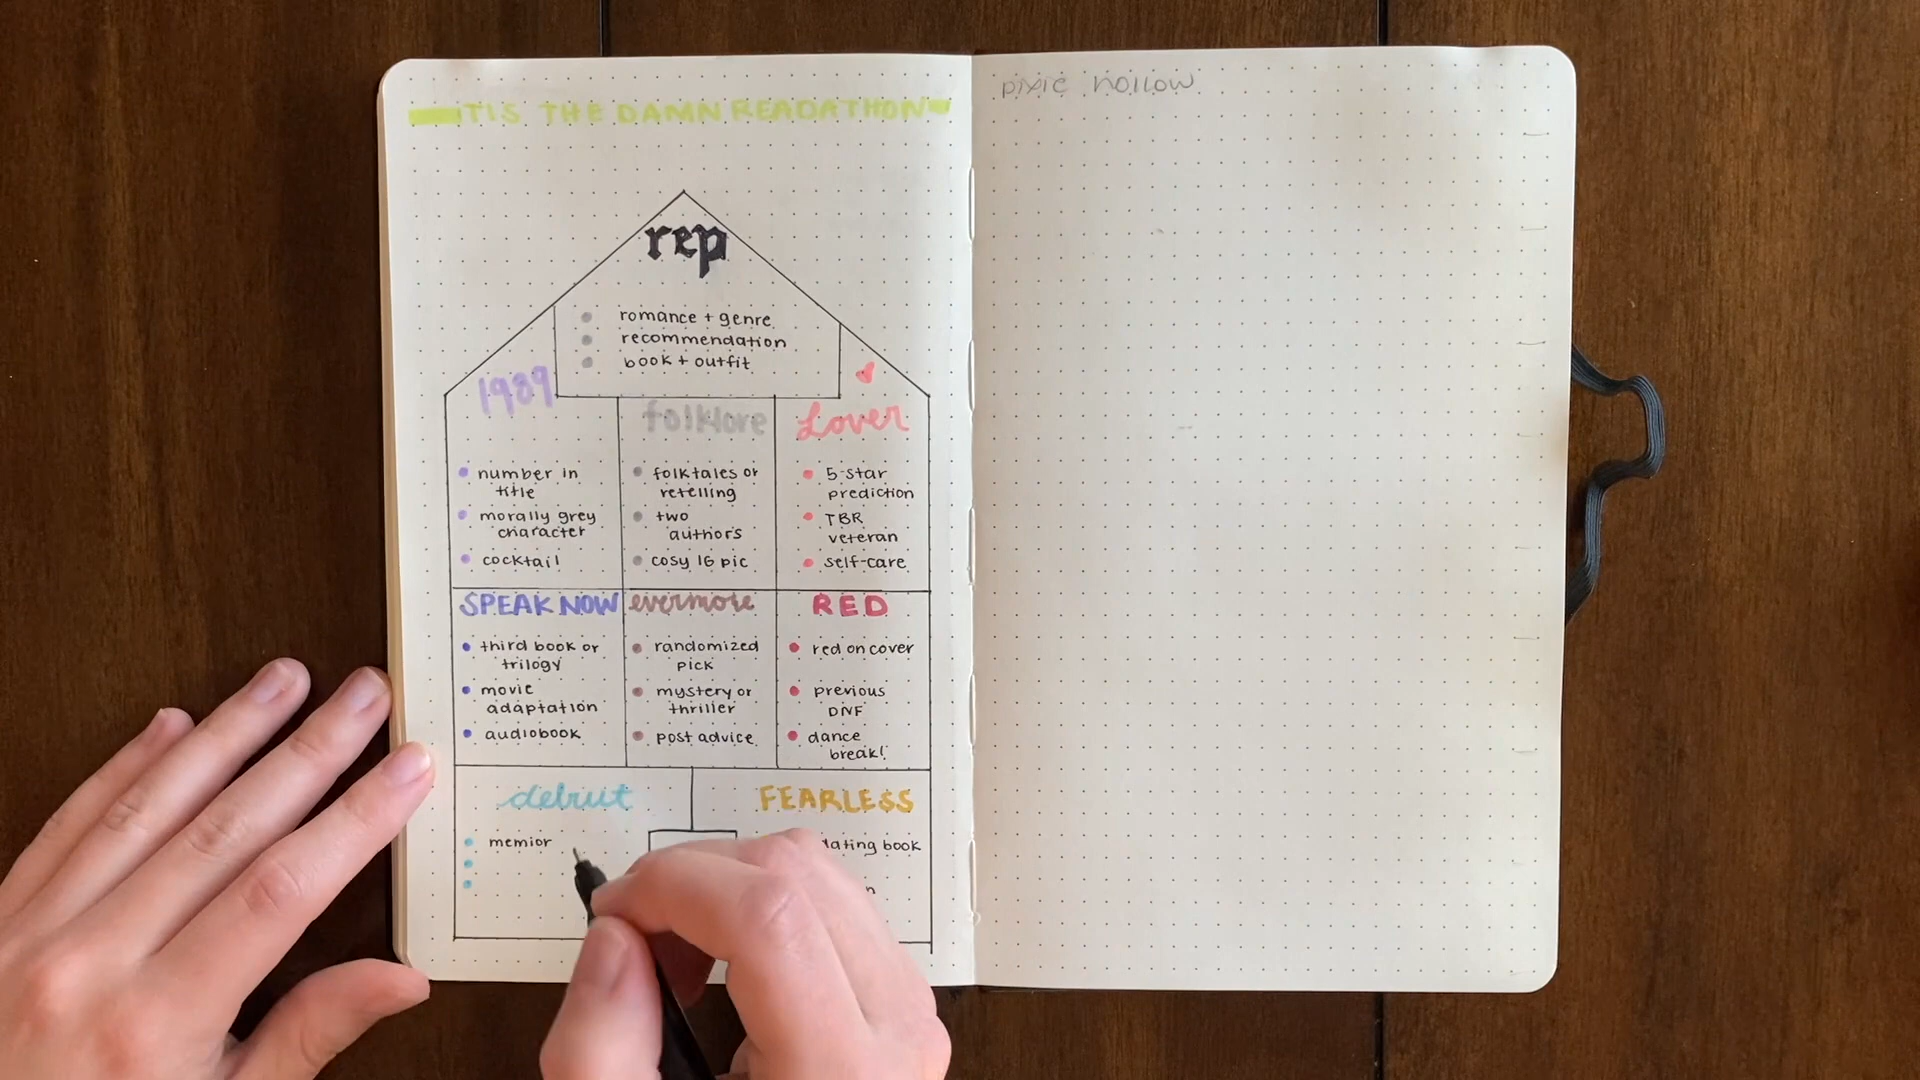 TIS THE DAMN READATHON
pixie hollow
rep
romance + genre
recommendation
book + outfit
1989
number in
title
morally grey
character
cocktail
folklore
folktales or
retelling
two
authors
cosy IG pic
Lover
5-star
prediction
TBR
veteran
self-care
SPEAK NOW
third book or
trilogy
movie
adaptation
audiobook
evermore
randomized
pick
mystery or
thriller
post advice
RED
red on cover
previous
DNF
dance
break!
debut
memior
FEARLESS
book